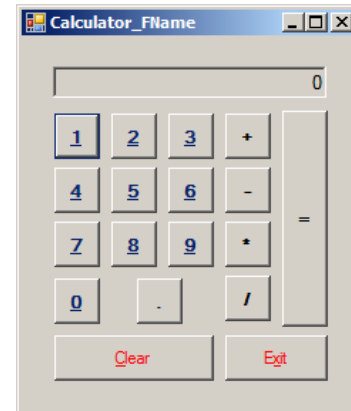 Calculator_FName
0
1 2 3 +
4 5 6 -
=
7 8 9 *
0 . /
Clear Exit